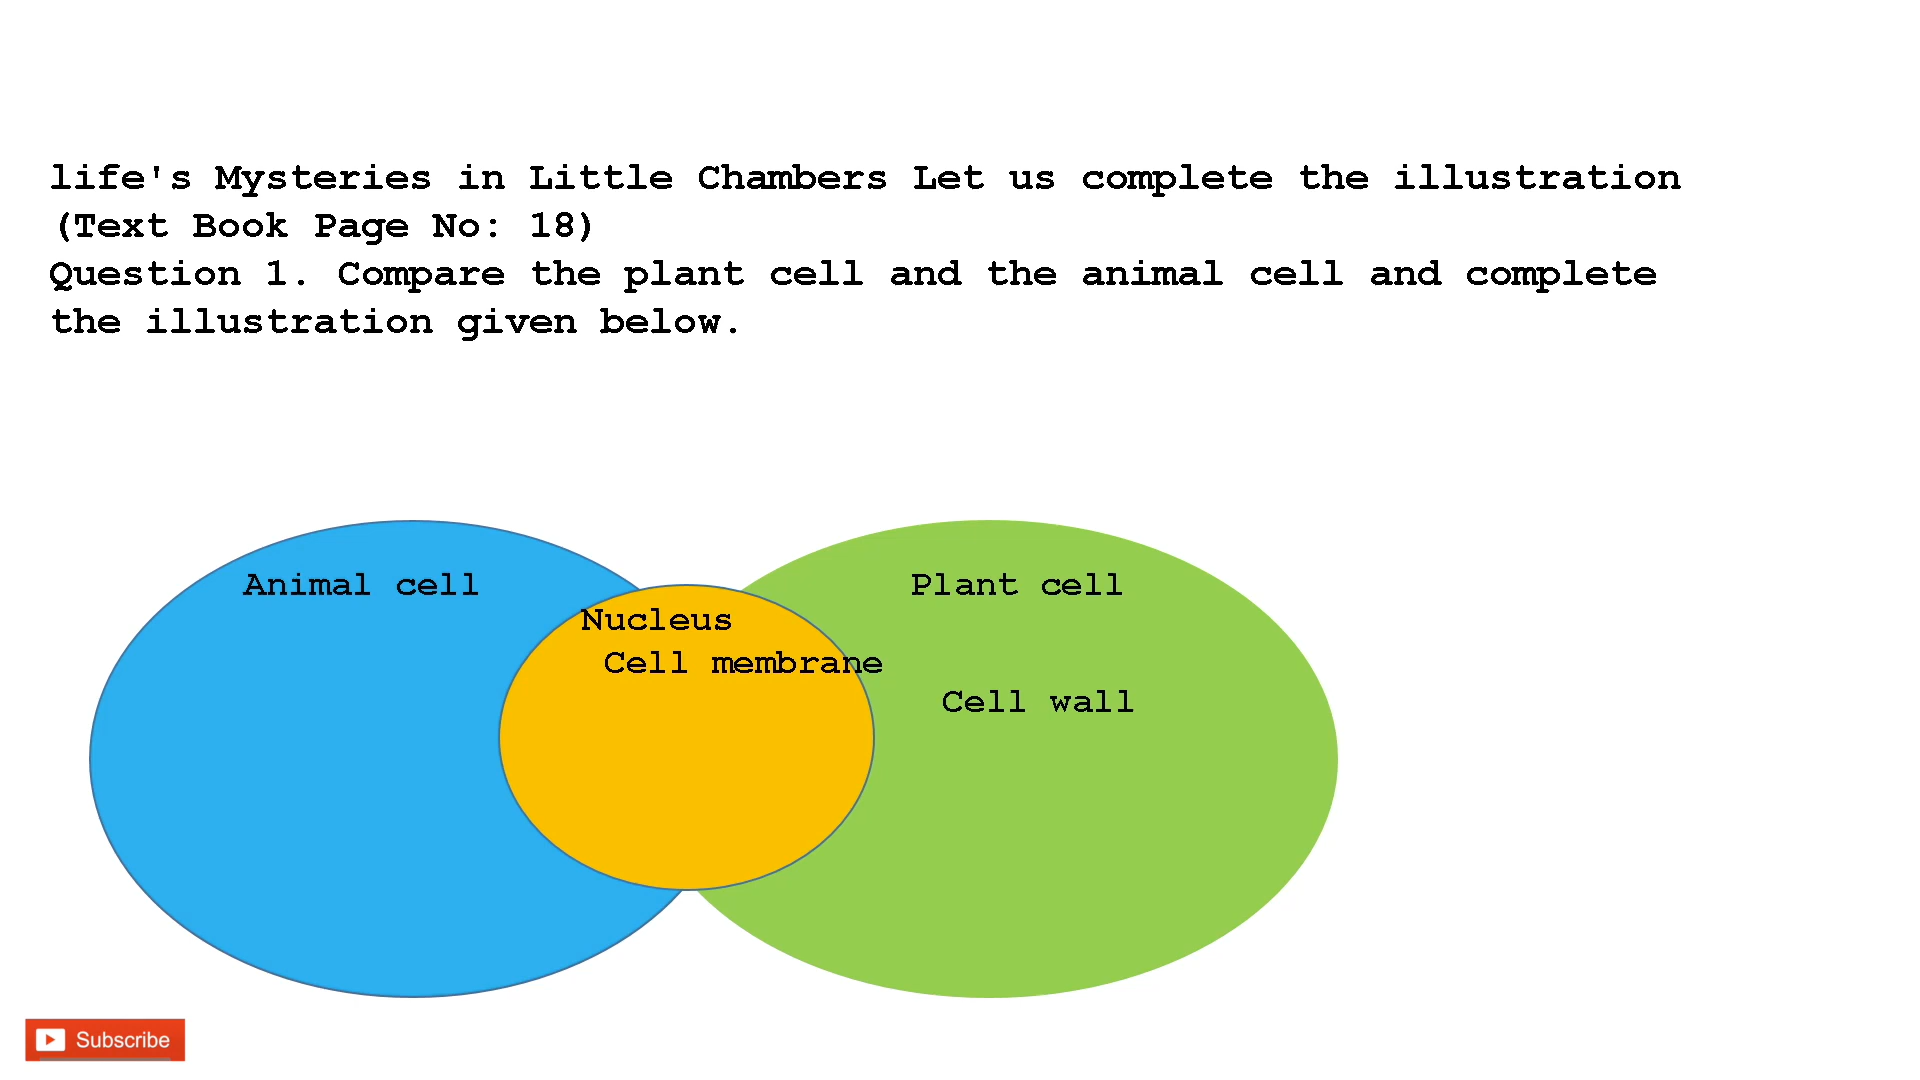 life's Mysteries in Little Chambers Let us complete the illustration
(Text Book Page No: 18)
Question 1. Compare the plant cell and the animal cell and complete
the illustration given below.
Animal cell
Plant cell
Nucleus
Cell membrane
Cell wall
Subscribe